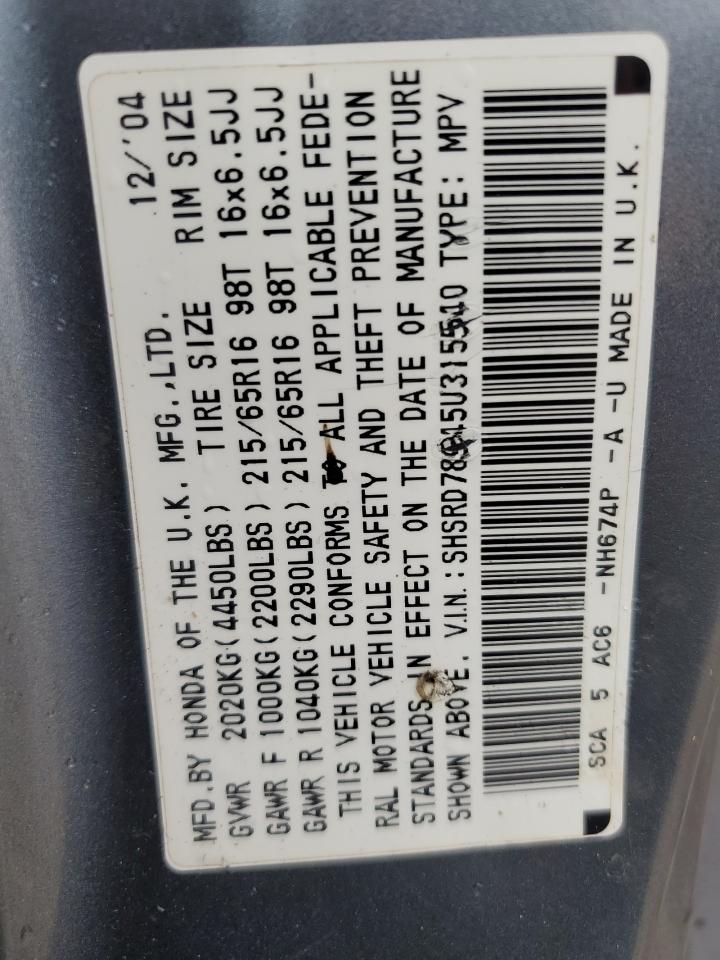 12/'04
MFD.BY HONDA OF THE U.K. MFG.,LTD.
GVWR 2020KG(4450LBS) TIRE SIZE RIM SIZE
GAWR F 1000KG(2200LBS) 215/65R16 98T 16x6.5JJ
GAWR R 1040KG(2290LBS) 215/65R16 98T 16x6.5JJ
THIS VEHICLE CONFORMS TO ALL APPLICABLE FEDE-
RAL MOTOR VEHICLE SAFETY AND THEFT PREVENTION
STANDARDS IN EFFECT ON THE DATE OF MANUFACTURE
SHOWN ABOVE. V.I.N.: TYPE: MPV
SCA 5 AC6 -NH674P -A -U MADE IN U.K.